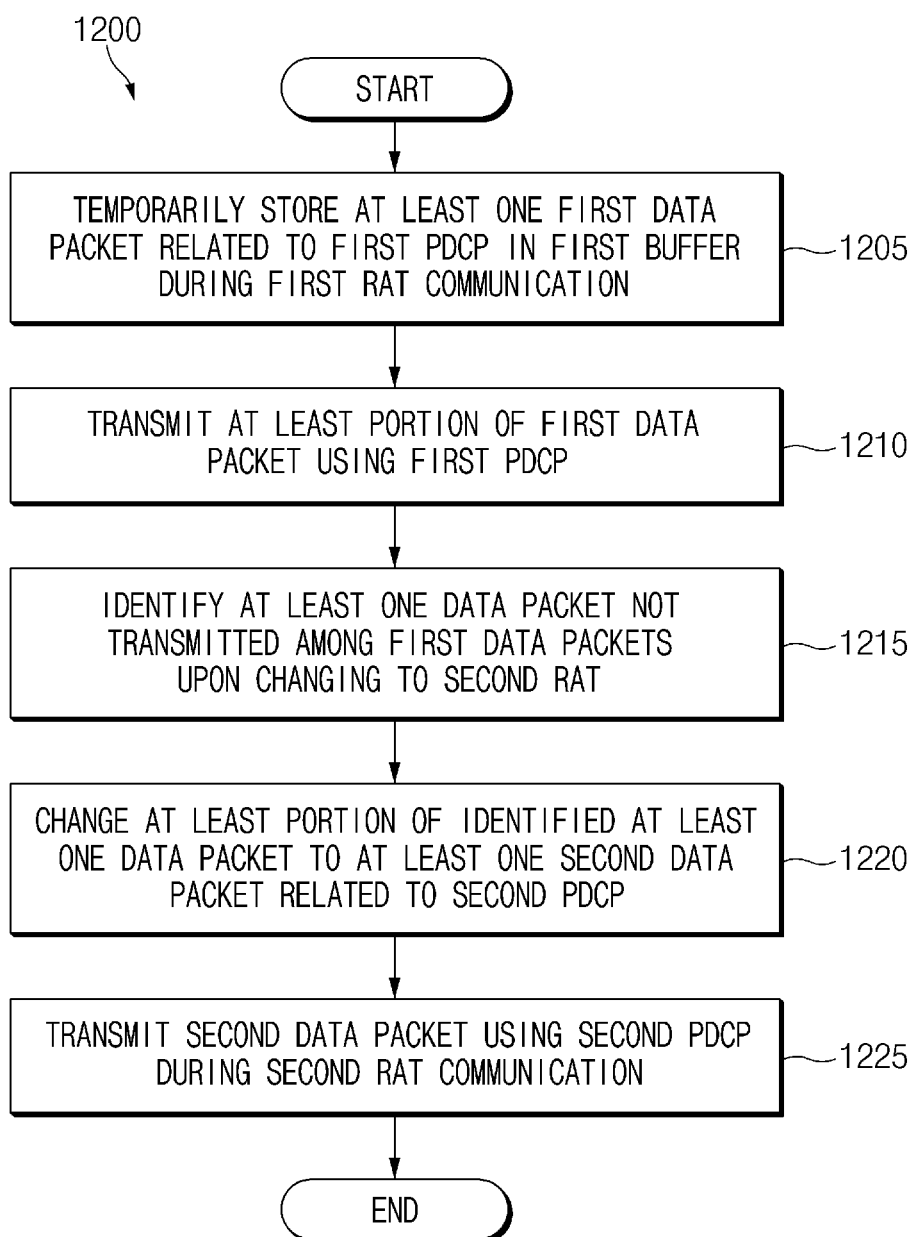 1200
START
TEMPORARILY STORE AT LEAST ONE FIRST DATA
PACKET RELATED TO FIRST PDCP IN FIRST BUFFER
DURING FIRST RAT COMMUNICATION
1205
TRANSMIT AT LEAST PORTION OF FIRST DATA
PACKET USING FIRST PDCP
1210
IDENTIFY AT LEAST ONE DATA PACKET NOT
TRANSMITTED AMONG FIRST DATA PACKETS
UPON CHANGING TO SECOND RAT
1215
CHANGE AT LEAST PORTION OF IDENTIFIED AT LEAST
ONE DATA PACKET TO AT LEAST ONE SECOND DATA
PACKET RELATED TO SECOND PDCP
1220
TRANSMIT SECOND DATA PACKET USING SECOND PDCP
DURING SECOND RAT COMMUNICATION
1225
END